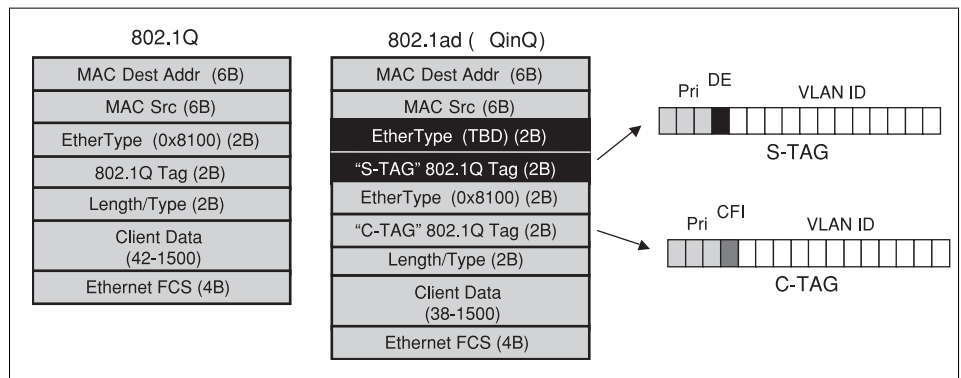 802.1Q
MAC Dest Addr (6B)
MAC Src (6B)
EtherType (0x8100) (2B)
802.1Q Tag (2B)
Length/Type (2B)
Client Data
(42-1500)
Ethernet FCS (4B)
802.1ad ( QinQ)
MAC Dest Addr (6B)
MAC Src (6B)
EtherType (TBD) (2B)
“S-TAG” 802.1Q Tag (2B)
EtherType (0x8100) (2B)
“C-TAG” 802.1Q Tag (2B)
Length/Type (2B)
Client Data
(38-1500)
Ethernet FCS (4B)
Pri DE VLAN ID
S-TAG
Pri CFI VLAN ID
C-TAG